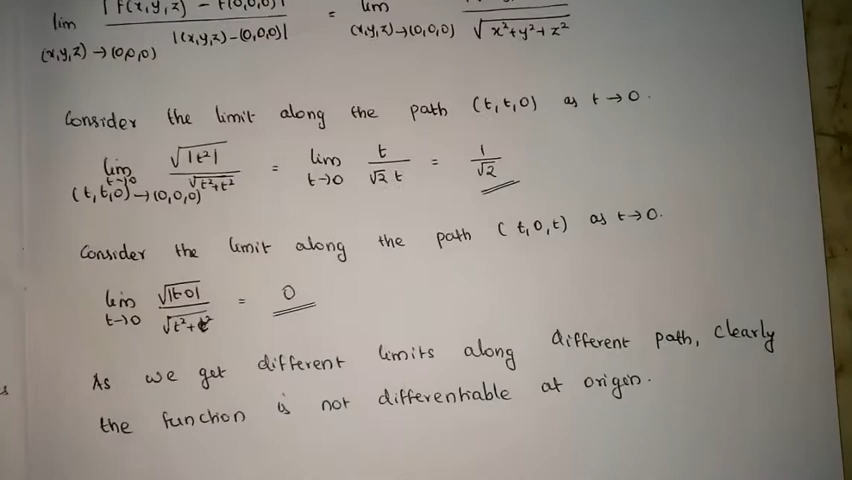 lim |F(x,y,z) - F(0,0,0)| / |(x,y,z)-(0,0,0)| = lim / √x²+y²+z²
(x,y,z)→(0,0,0) (x,y,z)→(0,0,0)
Consider the limit along the path (t,t,0) as t→0.
lim t→0 √|t²| / √t²+t² = lim t→0 t / √2 t = 1/√2
(t,t,0)→(0,0,0)
Consider the limit along the path (t,0,t) as t→0.
lim t→0 √|t0| / √t²+t² = 0
As we get different limits along different path, clearly
the function is not differentiable at origin.
s